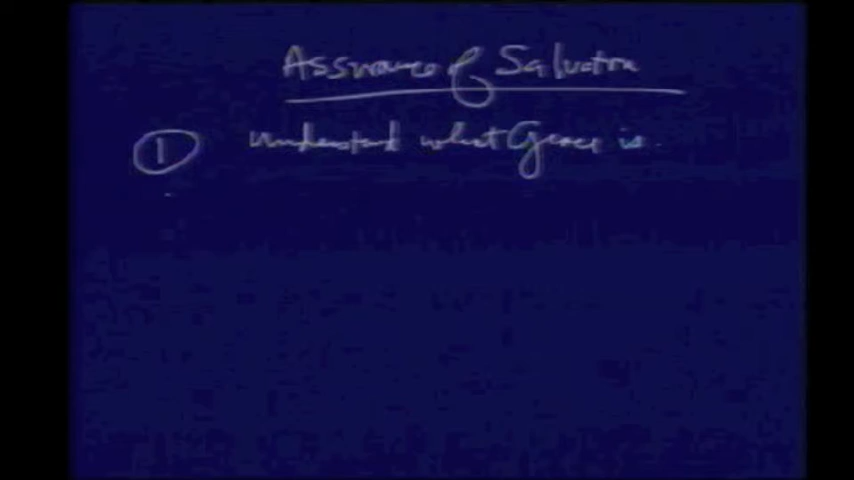 Assurance of Salvation
① Understand what Grace is.